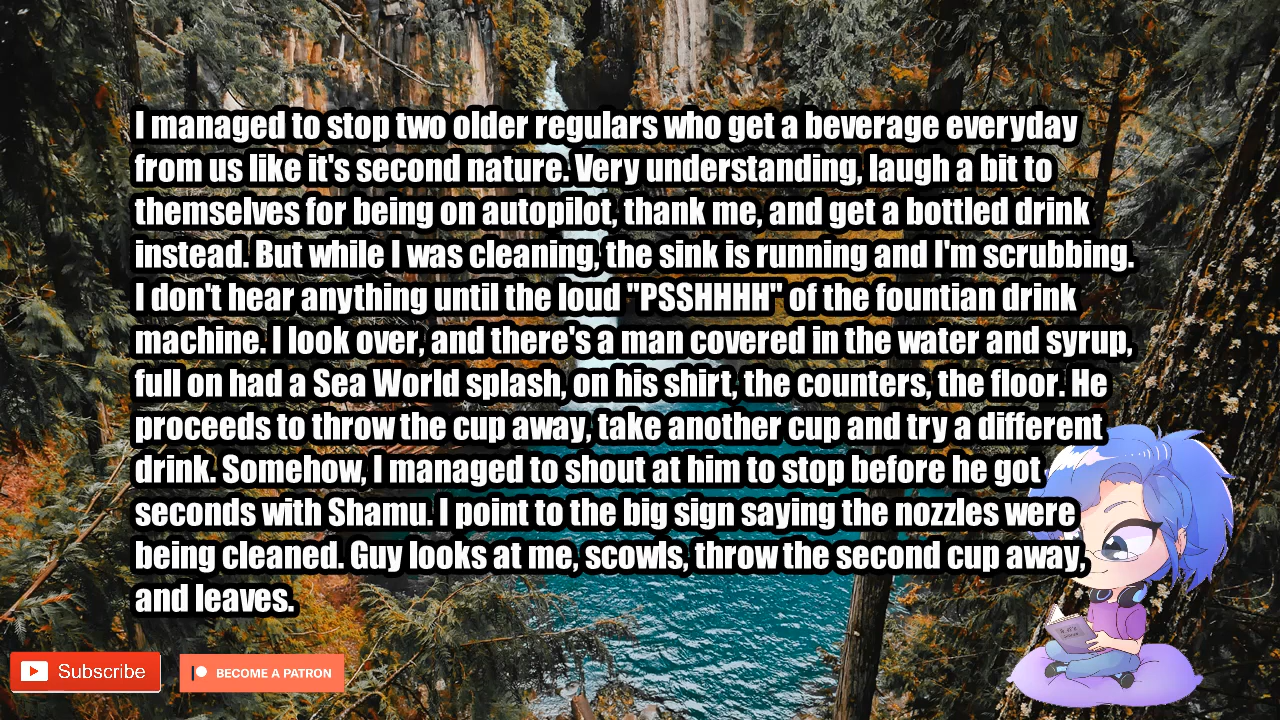 I managed to stop two older regulars who get a beverage everyday
from us like it's second nature. Very understanding, laugh a bit to
themselves for being on autopilot, thank me, and get a bottled drink
instead. But while I was cleaning, the sink is running and I'm scrubbing.
I don't hear anything until the loud "PSSHHHH" of the fountian drink
machine. I look over, and there's a man covered in the water and syrup,
full on had a Sea World splash, on his shirt, the counters, the floor. He
proceeds to throw the cup away, take another cup and try a different
drink. Somehow, I managed to shout at him to stop before he got
seconds with Shamu. I point to the big sign saying the nozzles were
being cleaned. Guy looks at me, scowls, throw the second cup away,
and leaves.
Subscribe
BECOME A PATRON